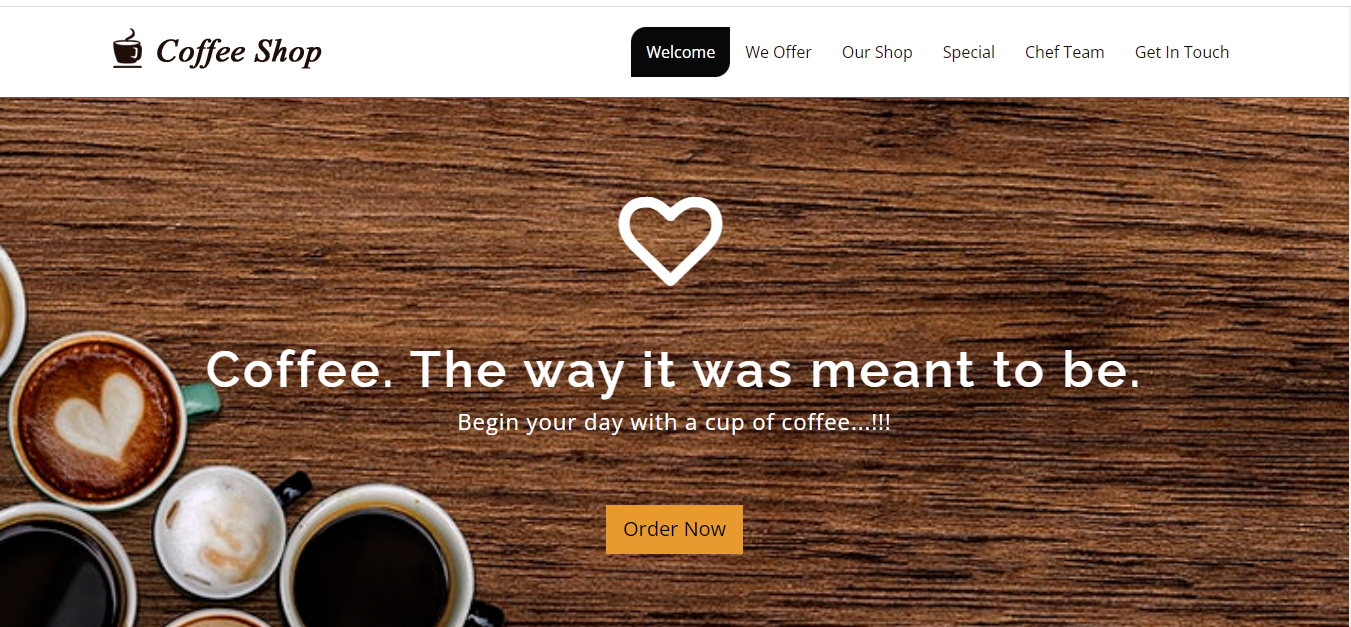 Coffee Shop
Welcome We Offer Our Shop Special Chef Team Get In Touch
Coffee. The way it was meant to be.
Begin your day with a cup of coffee...!!!
Order Now